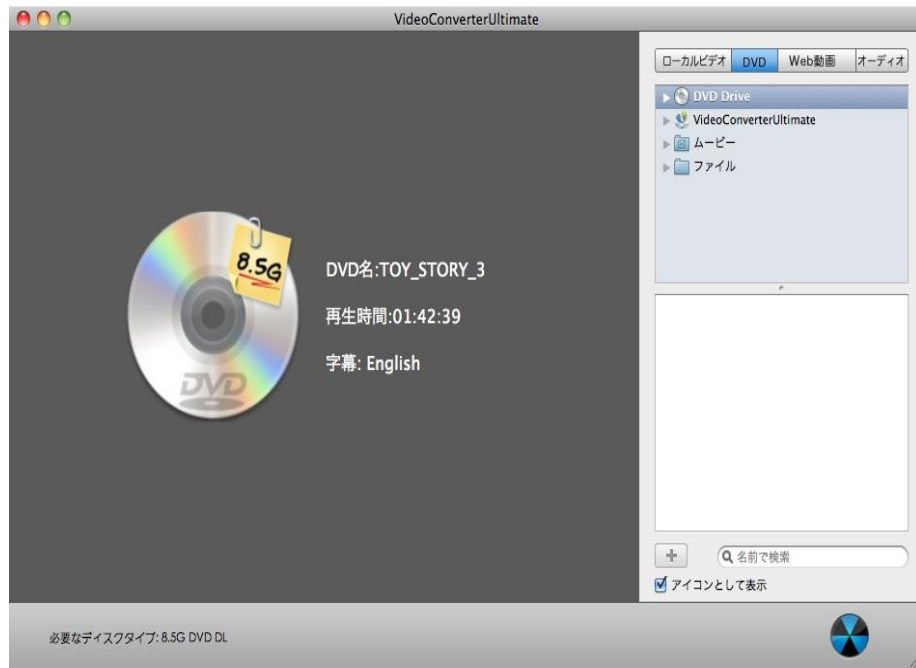 VideoConverterUltimate
ローカルビデオ DVD Web動画 オーディオ
DVD Drive
VideoConverterUltimate
ムービー
ファイル
8.5G
DVD
DVD名:TOY_STORY_3
再生時間:01:42:39
字幕: English
名前で検索
アイコンとして表示
必要なディスクタイプ: 8.5G DVD DL